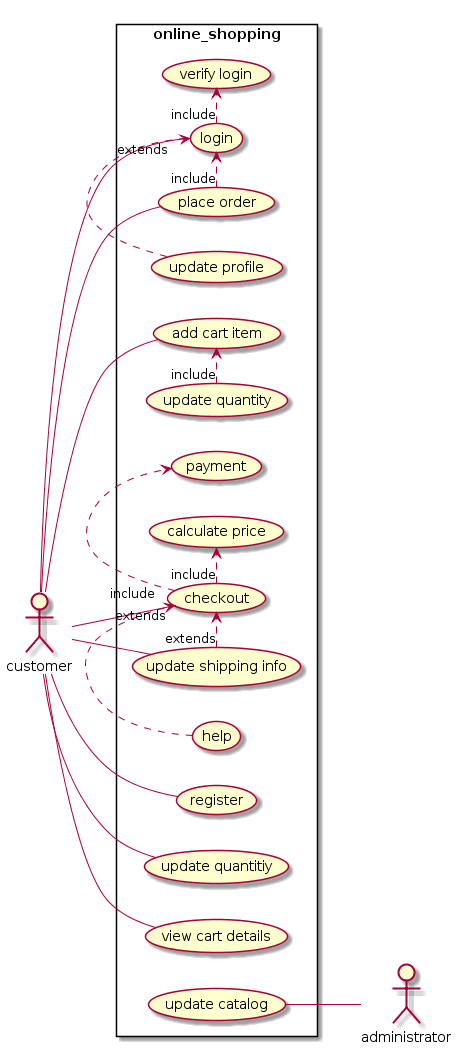 online_shopping
verify login
include
login
extends
include
place order
update profile
add cart item
include
update quantity
payment
calculate price
include
include
checkout
extends
extends
customer
update shipping info
help
register
update quantitiy
view cart details
update catalog
administrator